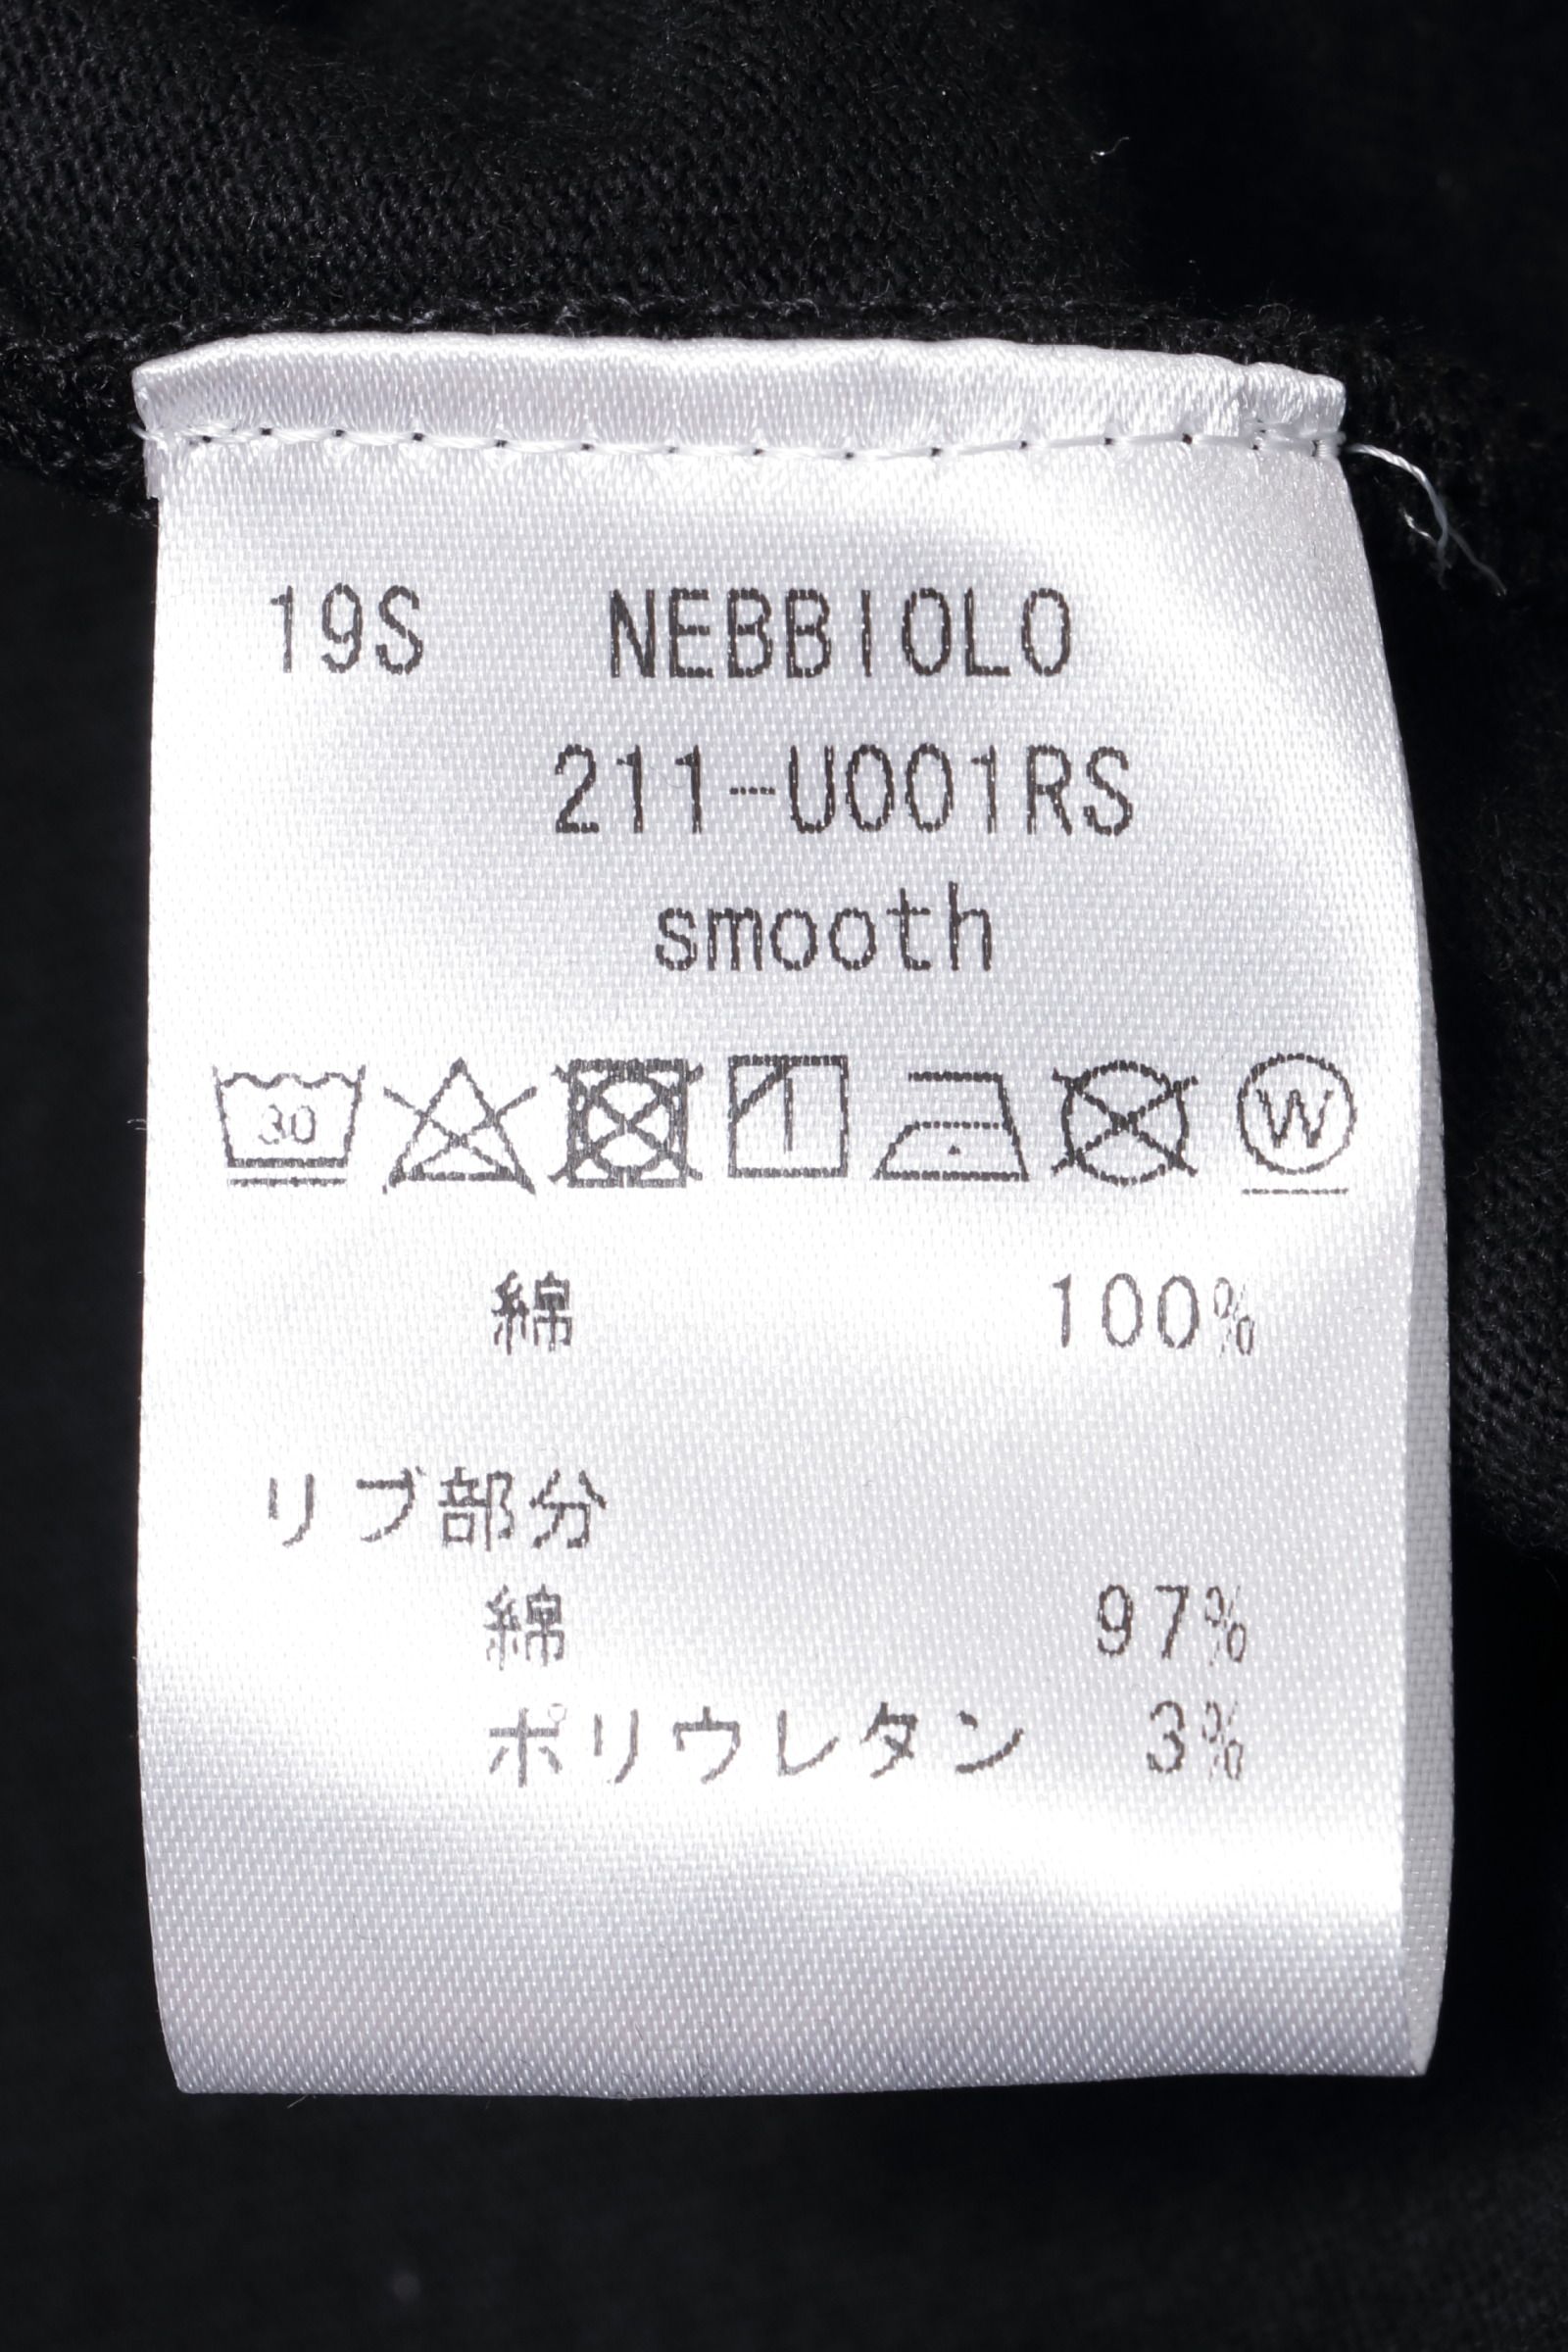 19S NEBBIOLO
211-U001RS
smooth
30 W
綿 100%
リブ部分
綿 97%
ポリウレタン 3%